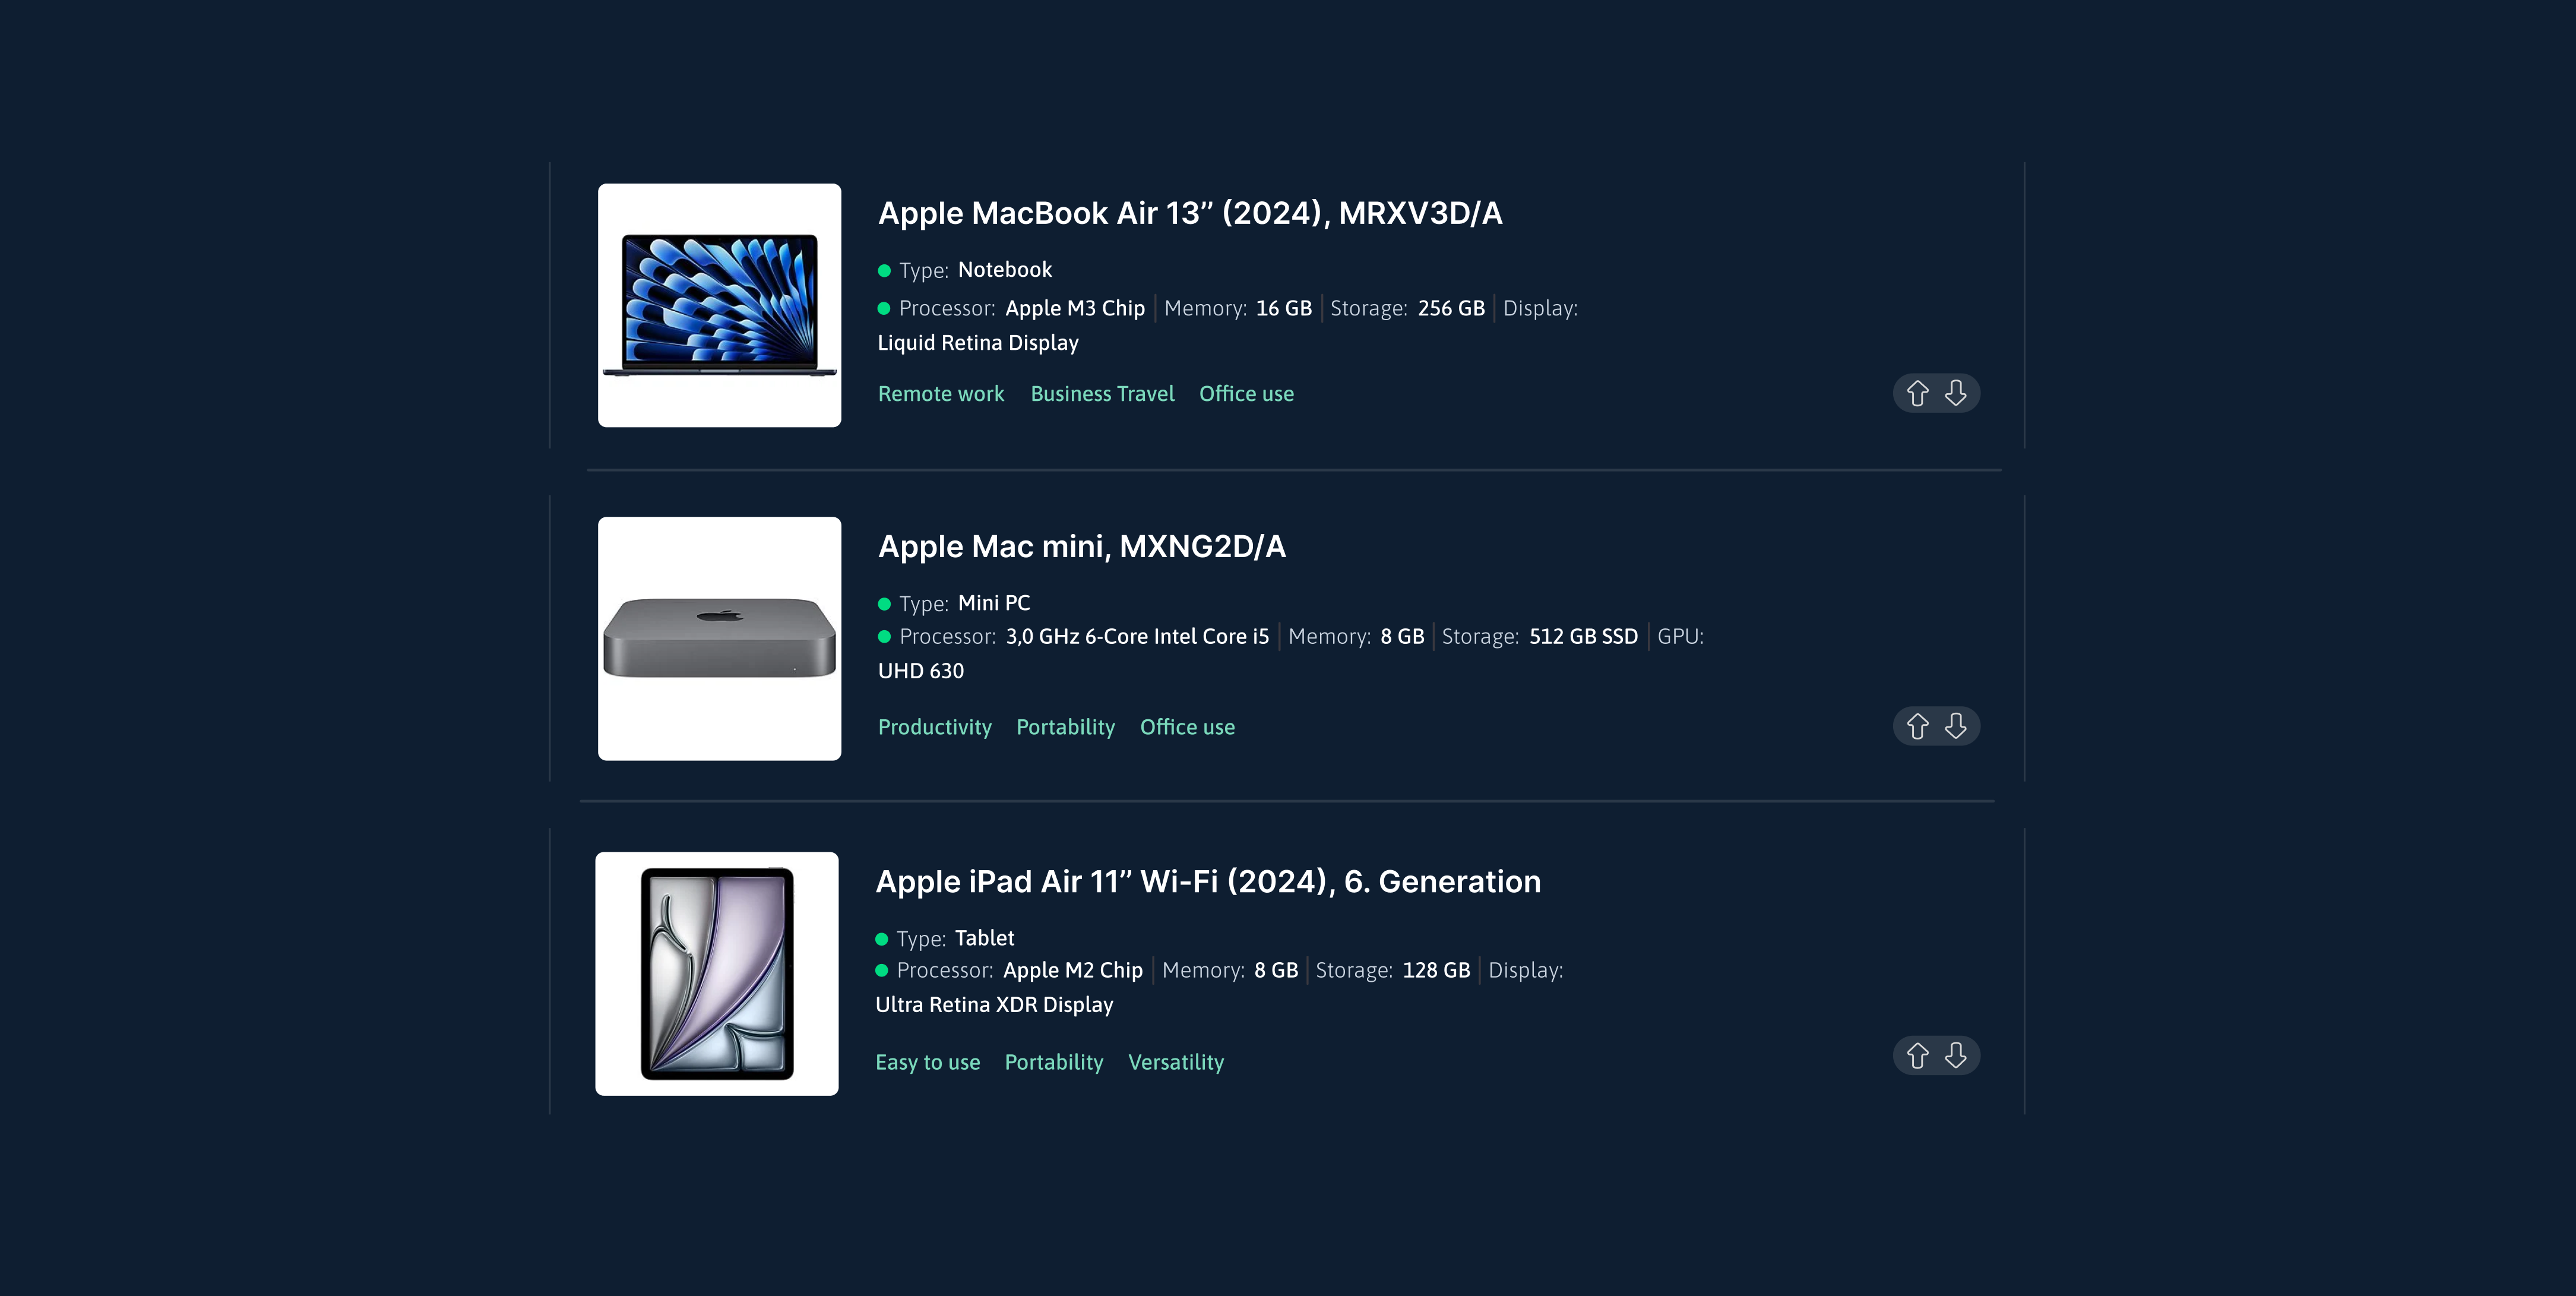 Apple MacBook Air 13” (2024), MRXV3D/A
Type: Notebook
Processor: Apple M3 Chip | Memory: 16 GB | Storage: 256 GB | Display:
Liquid Retina Display
Remote work Business Travel Office use
Apple Mac mini, MXNG2D/A
Type: Mini PC
Processor: 3,0 GHz 6-Core Intel Core i5 | Memory: 8 GB | Storage: 512 GB SSD | GPU:
UHD 630
Productivity Portability Office use
Apple iPad Air 11” Wi-Fi (2024), 6. Generation
Type: Tablet
Processor: Apple M2 Chip | Memory: 8 GB | Storage: 128 GB | Display:
Ultra Retina XDR Display
Easy to use Portability Versatility